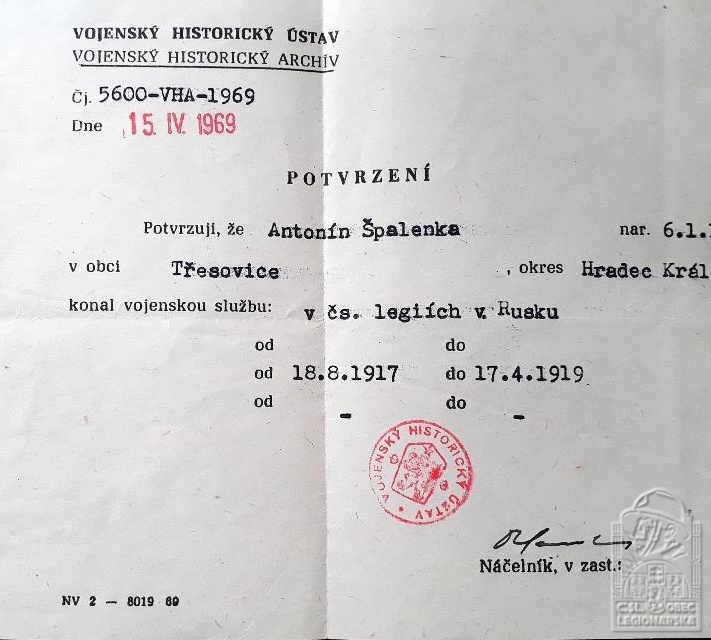 VOJENSKÝ HISTORICKÝ ÚSTAV
VOJENSKÝ HISTORICKÝ ARCHÍV
Čj. 5600-VHA-1969
Dne 15. IV. 1969
POTVRZENÍ
Potvrzuji, že Antonín Špalenka nar. 6.1.1
v obci Třesovice , okres Hradec Král
konal vojenskou službu: v čs. legiích v Rusku
od do
od 18.8.1917 do 17.4.1919
od - do -
VOJENSKÝ HISTORICKÝ ÚSTAV
Náčelník, v zast.:
NV 2 — 8019 69
ČSL. OBEC
LEGIONÁŘSKÁ